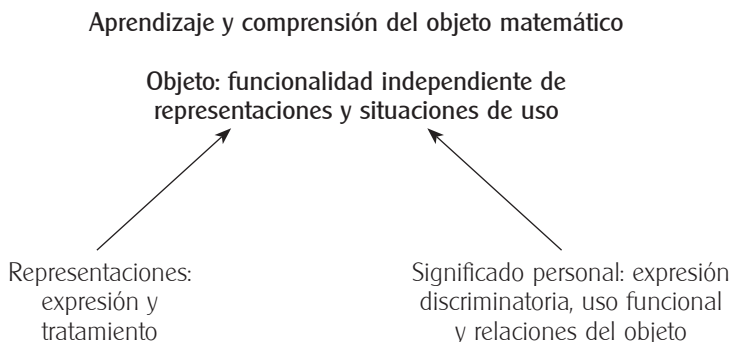 Aprendizaje y comprensión del objeto matemático
Objeto: funcionalidad independiente de
representaciones y situaciones de uso
Representaciones:
expresión y
tratamiento
Significado personal: expresión
discriminatoria, uso funcional
y relaciones del objeto